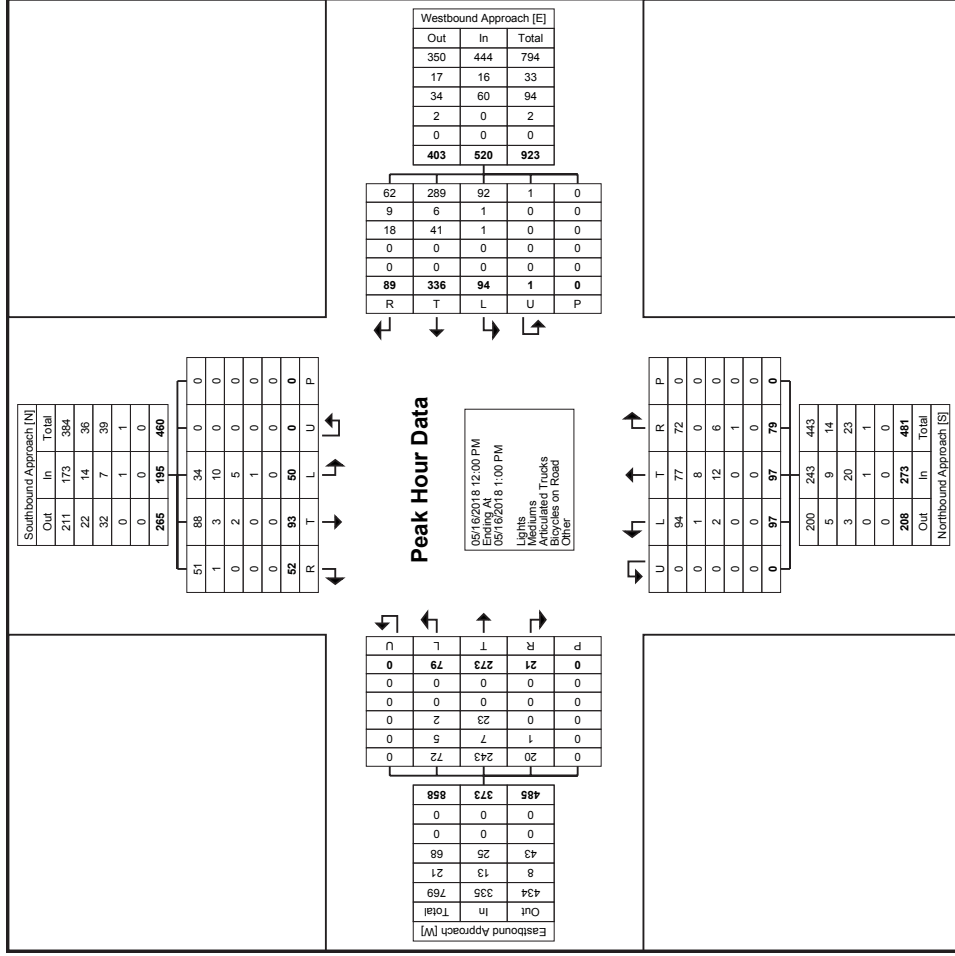 Westbound Approach [E]
Out In Total
350 444 794
17 16 33
34 60 94
2 0 2
0 0 0
403 520 923
62 289 92 1 0
9 6 1 0 0
18 41 1 0 0
0 0 0 0 0
0 0 0 0 0
89 336 94 1 0
R T L U P
Southbound Approach [N]
Out In Total
211 173 384
22 14 36
32 7 39
0 1 1
0 0 0
265 195 460
51 88 34 0 0
1 3 10 0 0
0 2 5 0 0
0 0 1 0 0
0 0 0 0 0
52 93 50 0 0
R T L U P
Peak Hour Data
05/16/2018 12:00 PM
Ending At
05/16/2018 1:00 PM
Lights
Mediums
Articulated Trucks
Bicycles on Road
Other
U L T R P
0 94 77 72 0
0 1 8 0 0
0 2 12 6 0
0 0 0 1 0
0 0 0 0 0
0 97 97 79 0
200 243 443
5 9 14
3 20 23
0 1 1
0 0 0
208 273 481
Out In Total
Northbound Approach [S]
Eastbound Approach [W]
Out In Total
434 335 769
8 13 21
43 25 68
0 0 0
0 0 0
485 373 858
0 20 243 72 0
0 1 7 5 0
0 0 23 2 0
0 0 0 0 0
0 0 0 0 0
0 21 273 79 0
P R T L U